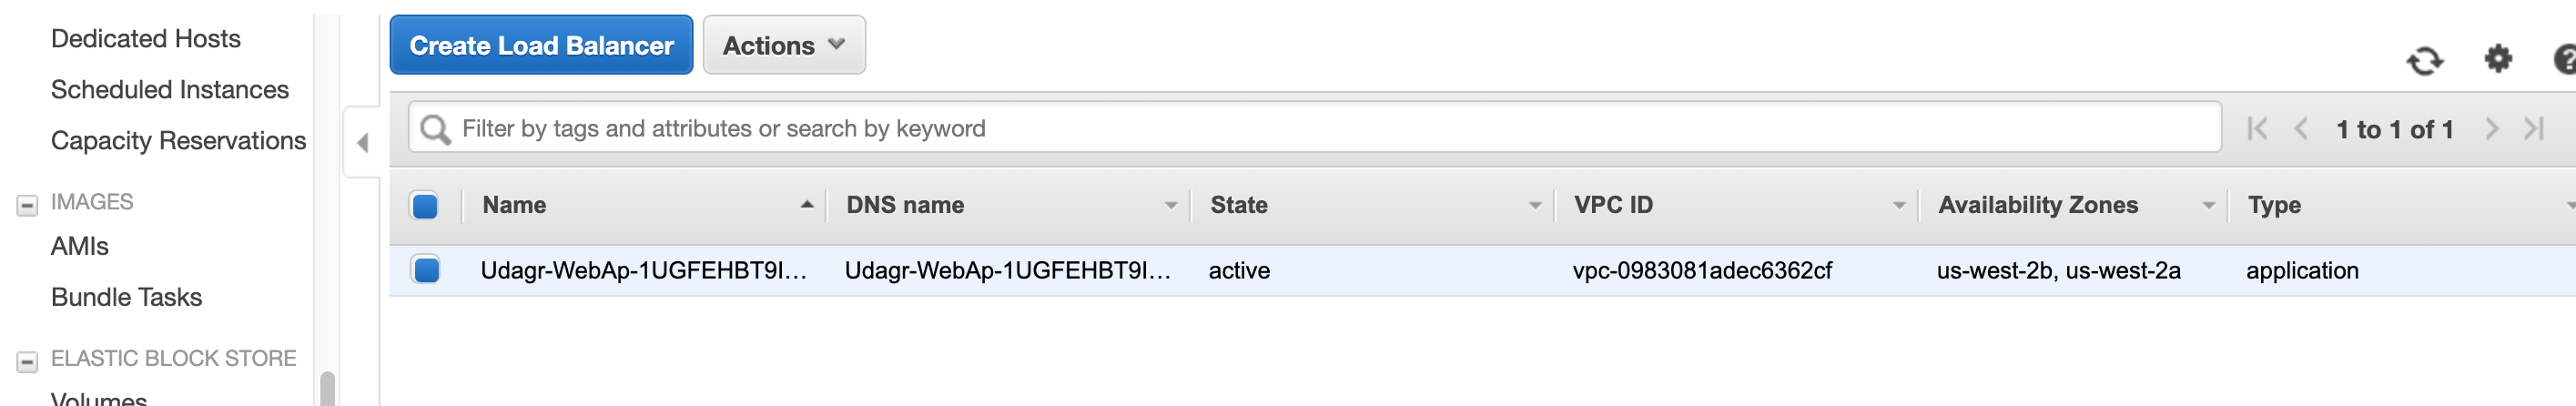 Dedicated Hosts
Scheduled Instances
Capacity Reservations
IMAGES
AMIs
Bundle Tasks
ELASTIC BLOCK STORE
Volumes
Create Load Balancer Actions
Filter by tags and attributes or search by keyword 1 to 1 of 1
Name DNS name State VPC ID Availability Zones Type
Udagr-WebAp-1UGFEHBT9I... Udagr-WebAp-1UGFEHBT9I... active vpc-0983081adec6362cf us-west-2b, us-west-2a application